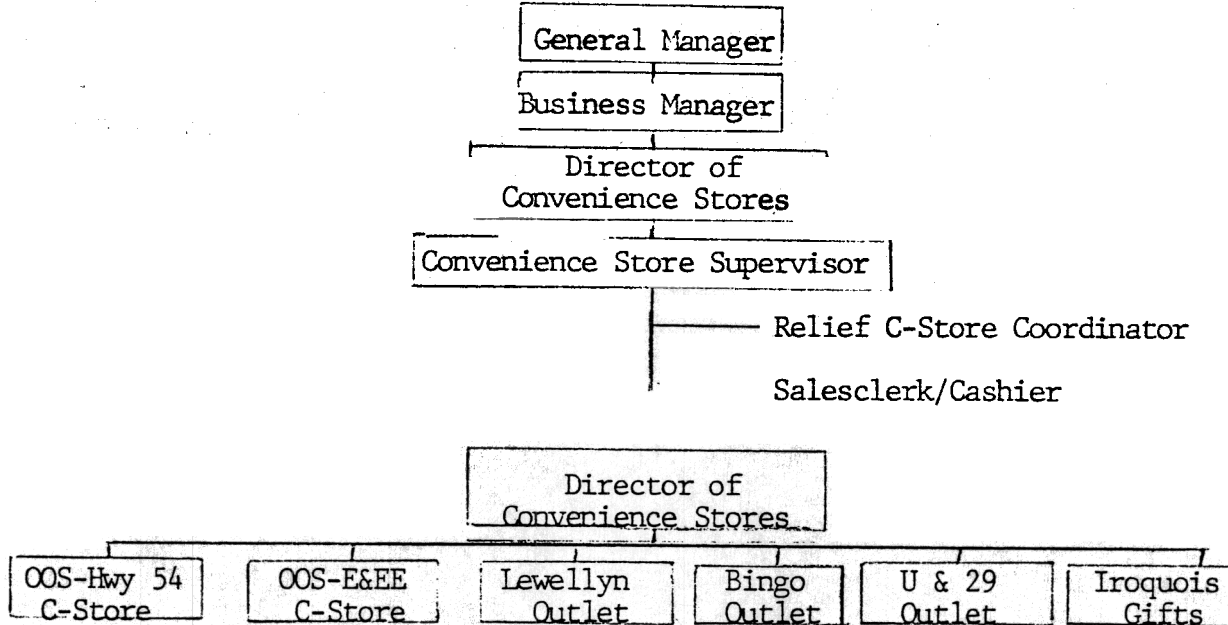 General Manager
Business Manager
Director of
Convenience Stores
Convenience Store Supervisor
Relief C-Store Coordinator
Salesclerk/Cashier
Director of
Convenience Stores
OOS-Hwy 54
C-Store
OOS-E&EE
C-Store
Lewellyn
Outlet
Bingo
Outlet
U & 29
Outlet
Iroquois
Gifts